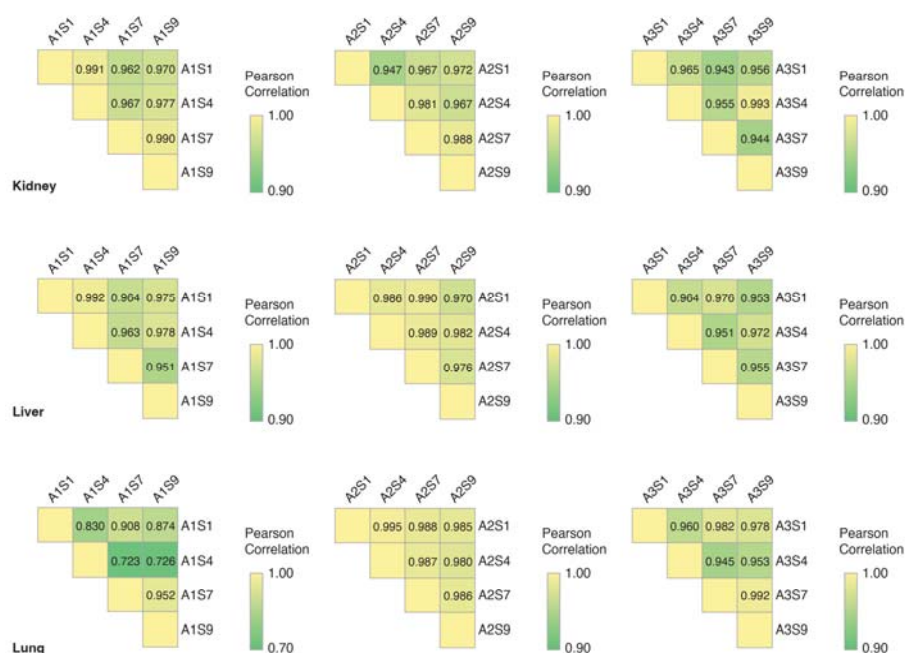 A1S1 A1S4 A1S7 A1S9
0.991 0.962 0.970 A1S1
0.967 0.977 A1S4
0.990 A1S7
A1S9
Pearson
Correlation
1.00
0.90
A2S1 A2S4 A2S7 A2S9
0.947 0.967 0.972 A2S1
0.981 0.967 A2S4
0.988 A2S7
A2S9
Pearson
Correlation
1.00
0.90
A3S1 A3S4 A3S7 A3S9
0.965 0.943 0.956 A3S1
0.955 0.993 A3S4
0.944 A3S7
A3S9
Pearson
Correlation
1.00
0.90
Kidney
A1S1 A1S4 A1S7 A1S9
0.992 0.964 0.975 A1S1
0.963 0.978 A1S4
0.951 A1S7
A1S9
Pearson
Correlation
1.00
0.90
A2S1 A2S4 A2S7 A2S9
0.986 0.990 0.970 A2S1
0.989 0.982 A2S4
0.976 A2S7
A2S9
Pearson
Correlation
1.00
0.90
A3S1 A3S4 A3S7 A3S9
0.964 0.976 0.953 A3S1
0.951 0.972 A3S4
0.955 A3S7
A3S9
Pearson
Correlation
1.00
0.90
Liver
A1S1 A1S4 A1S7 A1S9
0.830 0.908 0.874 A1S1
0.723 0.726 A1S4
0.952 A1S7
A1S9
Pearson
Correlation
1.00
0.70
A2S1 A2S4 A2S7 A2S9
0.995 0.988 0.985 A2S1
0.987 0.980 A2S4
0.986 A2S7
A2S9
Pearson
Correlation
1.00
0.90
A3S1 A3S4 A3S7 A3S9
0.960 0.982 0.978 A3S1
0.945 0.953 A3S4
0.992 A3S7
A3S9
Pearson
Correlation
1.00
0.90
Lung